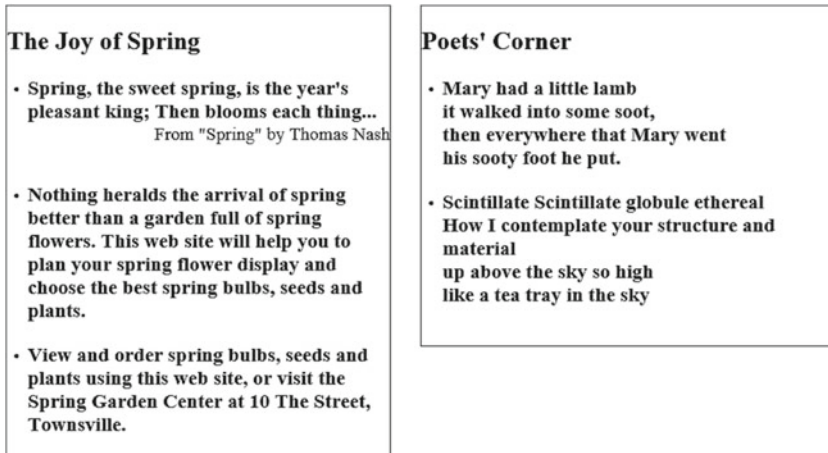 The Joy of Spring
• Spring, the sweet spring, is the year's
pleasant king; Then blooms each thing...
From "Spring" by Thomas Nash
• Nothing heralds the arrival of spring
better than a garden full of spring
flowers. This web site will help you to
plan your spring flower display and
choose the best spring bulbs, seeds and
plants.
• View and order spring bulbs, seeds and
plants using this web site, or visit the
Spring Garden Center at 10 The Street,
Townsville.
Poets' Corner
• Mary had a little lamb
it walked into some soot,
then everywhere that Mary went
his sooty foot he put.
• Scintillate Scintillate globule ethereal
How I contemplate your structure and
material
up above the sky so high
like a tea tray in the sky